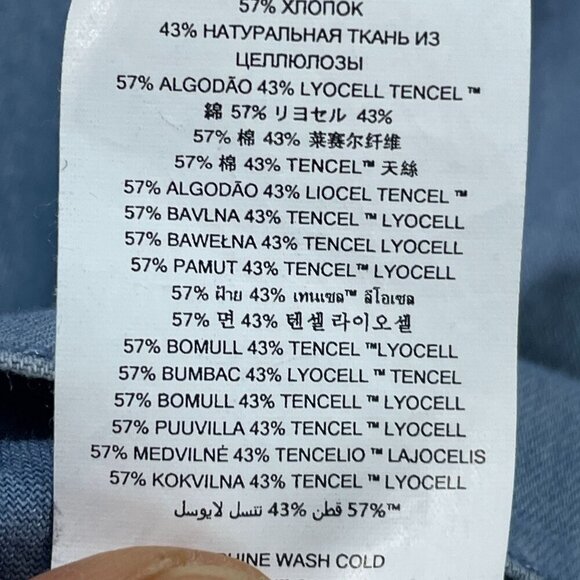 57% ХЛОПОК
43% НАТУРАЛЬНАЯ ТКАНЬ ИЗ
ЦЕЛЛЮЛОЗЫ
57% ALGODÃO 43% LYOCELL TENCEL ™
綿 57% リヨセル 43%
57% 棉 43% 莱赛尔纤维
57% 棉 43% TENCEL™ 天絲
57% ALGODÃO 43% LIOCEL TENCEL ™
57% BAVLNA 43% TENCEL ™ LYOCELL
57% BAWEŁNA 43% TENCEL ™ LYOCELL
57% PAMUT 43% TENCEL™ LYOCELL
57% ฝ้าย 43% เทนเซล™ ลีโอเซล
57% 면 43% 텐셀 라이오셀
57% BOMULL 43% TENCEL ™LYOCELL
57% BUMBAC 43% LYOCELL ™ TENCEL
57% BOMULL 43% TENCEL ™ LYOCELL
57% PUUVILLA 43% TENCEL ™ LYOCELL
57% MEDVILNĖ 43% TENCELIO ™ LAJOCELIS
57% KOKVILNA 43% TENCEL ™ LYOCELL
™57% قطن 43% تنسل لايوسل
WASH COLD